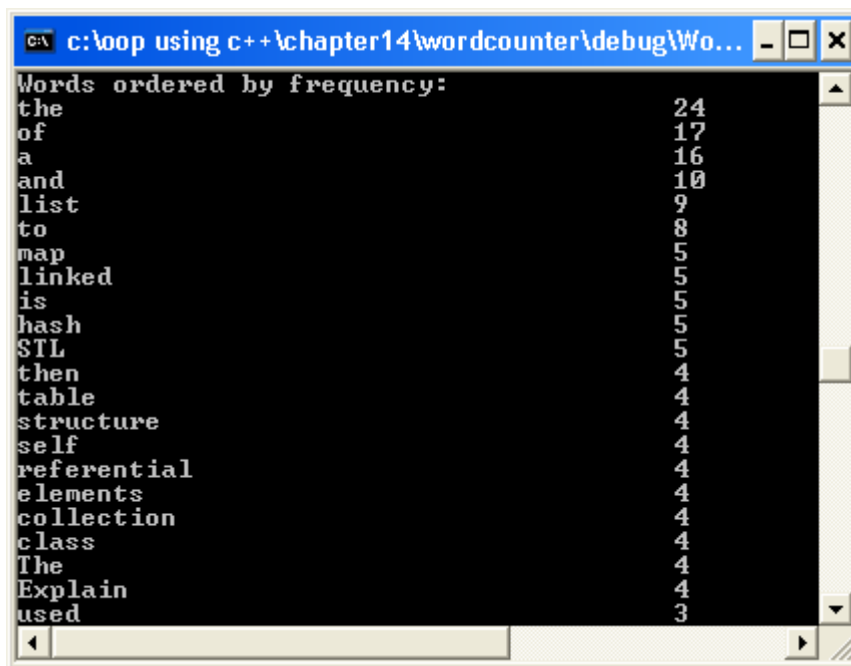 c:\oop using c++\chapter14\wordcounter\debug\Wo...
Words ordered by frequency:
the 24
of 17
a 16
and 10
list 9
to 8
map 5
linked 5
is 5
hash 5
STL 5
then 4
table 4
structure 4
self 4
referential 4
elements 4
collection 4
class 4
The 4
Explain 4
used 3